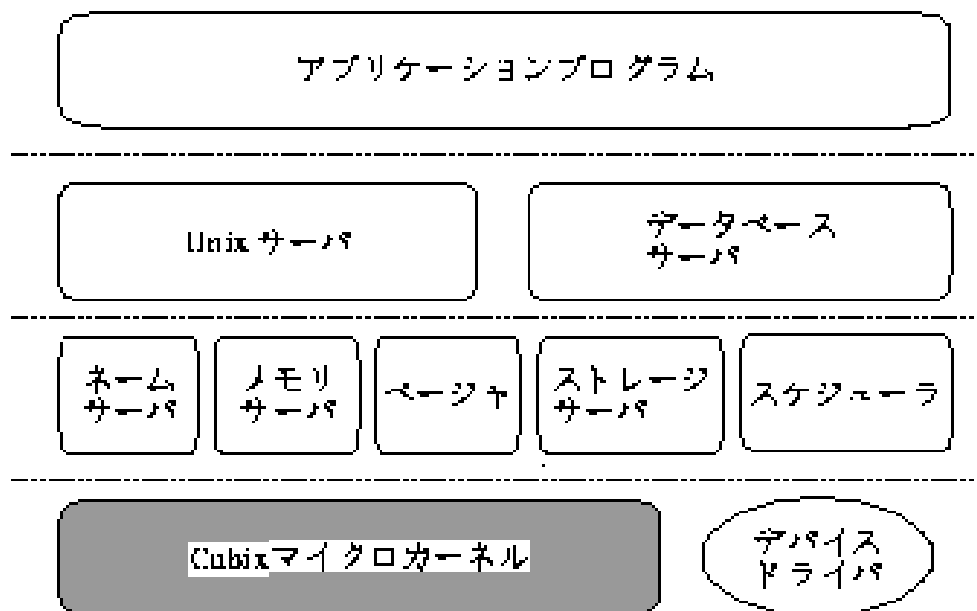 アプリケーションプログラム
Unix サーバ
データベース
サーバ
ネーム
サーバ
メモリ
サーバ
ページャ
ストレージ
サーバ
スケジューラ
Cubixマイクロカーネル
デバイス
ドライバ